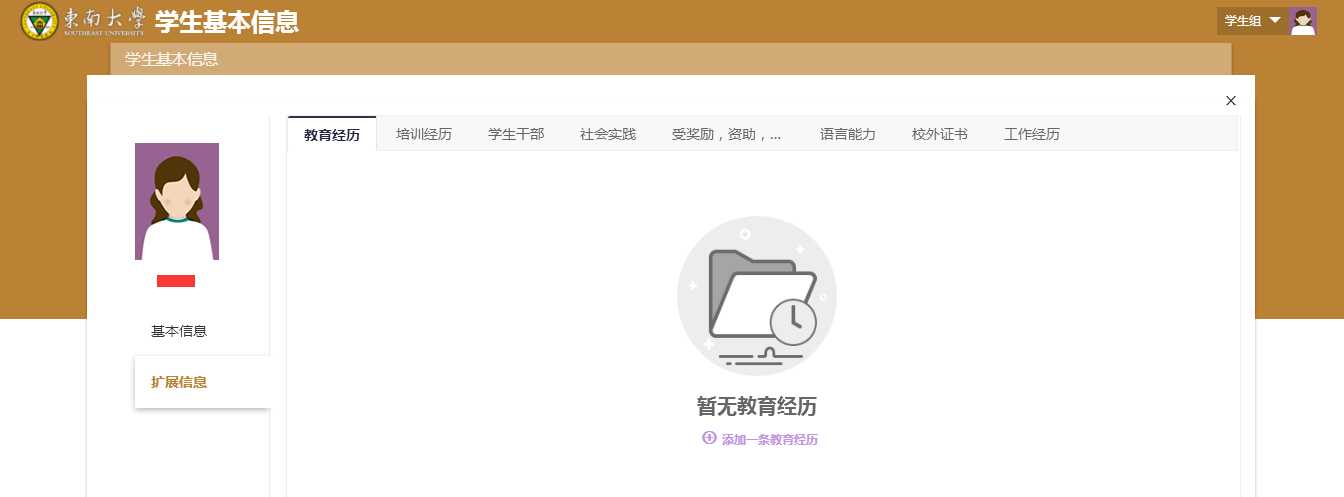 東南大學 学生基本信息
SOUTHEAST UNIVERSITY
学生组
学生基本信息
教育经历 培训经历 学生干部 社会实践 受奖励，资助，... 语言能力 校外证书 工作经历
基本信息
扩展信息
暂无教育经历
添加一条教育经历